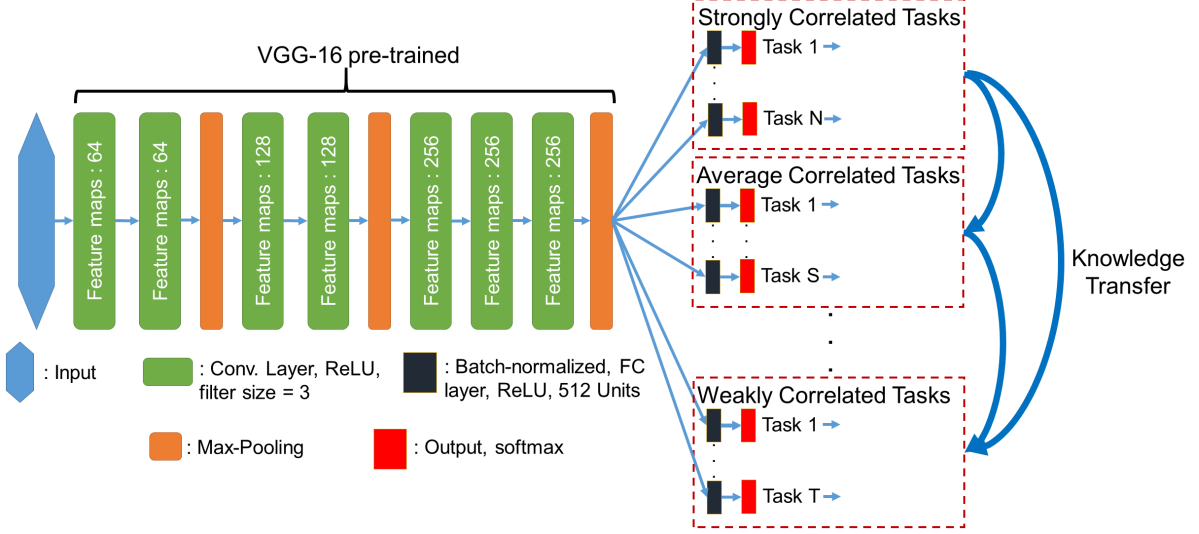 VGG-16 pre-trained
Feature maps : 64
Feature maps : 64
Feature maps : 128
Feature maps : 128
Feature maps : 256
Feature maps : 256
Feature maps : 256
Strongly Correlated Tasks
Task 1
Task N
Average Correlated Tasks
Task 1
Task S
Weakly Correlated Tasks
Task 1
Task T
Knowledge
Transfer
: Input
: Conv. Layer, ReLU,
filter size = 3
: Batch-normalized, FC
layer, ReLU, 512 Units
: Max-Pooling
: Output, softmax